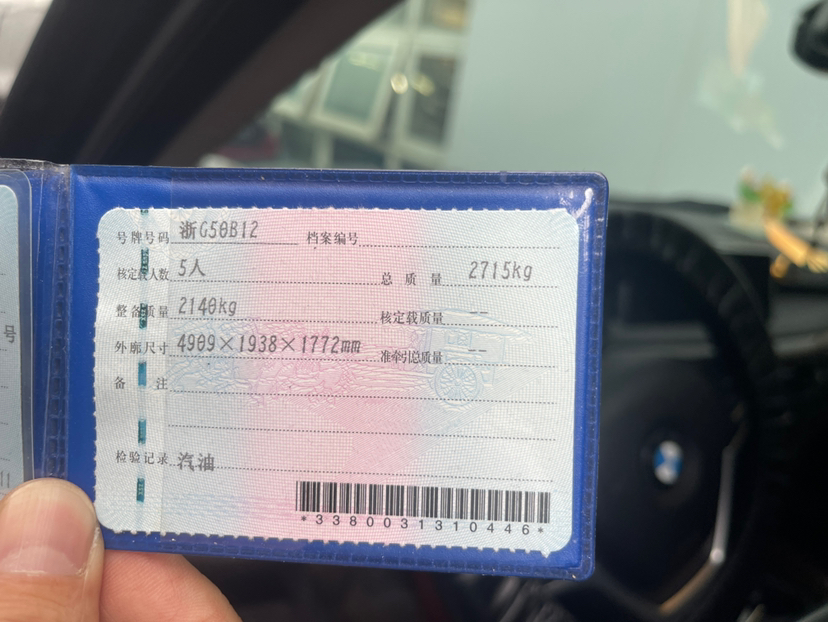 号牌号码 浙G50B12 档案编号
核定载人数 5人 总质量 2715kg
整备质量 2140kg 核定载质量 --
外廓尺寸 4909×1938×1772mm 准牵引总质量 --
备注
检验记录 汽油
*3380031310446*
号